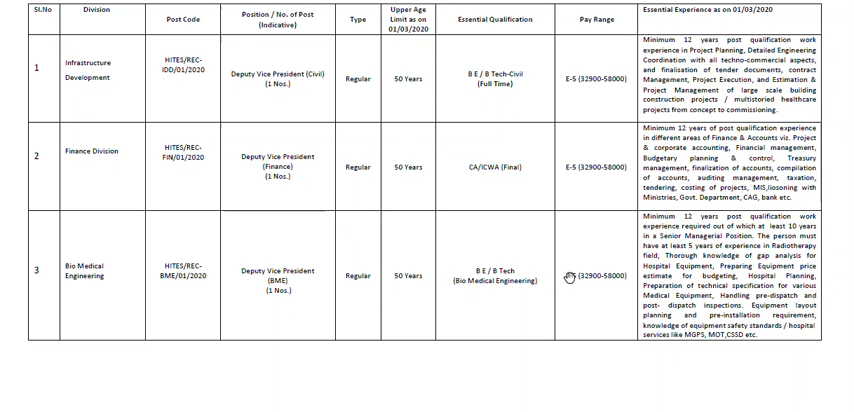 Sl.No
Division
Post Code
Position / No. of Post
(Indicative)
Type
Upper Age
Limit as on
01/03/2020
Essential Qualification
Pay Range
Essential Experience as on 01/03/2020
1
Infrastructure
Development
HITES/REC-
IDD/01/2020
Deputy Vice President (Civil)
(1 Nos.)
Regular
50 Years
B E / B Tech-Civil
(Full Time)
E-5 (32900-58000)
Minimum 12 years post qualification work
experience in Project Planning, Detailed Engineering
Coordination with all techno-commercial aspects,
and finalisation of tender documents, contract
Management, Project Execution, and Estimation &
Project Management of large scale building
construction projects / multistoried healthcare
projects from concept to commissioning.
2
Finance Division
HITES/REC-
FIN/01/2020
Deputy Vice President
(Finance)
(1 Nos.)
Regular
50 Years
CA/ICWA (Final)
E-5 (32900-58000)
Minimum 12 years of post qualification experience
in different areas of Finance & Accounts viz. Project
& corporate accounting, Financial management,
Budgetary planning & control, Treasury
management, finalization of accounts, compilation
of accounts, auditing management, taxation,
tendering, costing of projects, MIS,liosoning with
Ministries, Govt. Department, CAG, bank etc.
3
Bio Medical
Engineering
HITES/REC-
BME/01/2020
Deputy Vice President
(BME)
(1 Nos.)
Regular
50 Years
B E / B Tech
(Bio Medical Engineering)
(32900-58000)
Minimum 12 years post qualification work
experience required out of which at least 10 years
in a Senior Managerial Position. The person must
have at least 5 years of experience in Radiotherapy
field, Thorough knowledge of gap analysis for
Hospital Equipment, Preparing Equipment price
estimate for budgeting, Hospital Planning,
Preparation of technical specification for various
Medical Equipment, Handling pre-dispatch and
post- dispatch inspections. Equipment layout
planning and pre-installation requirement,
knowledge of equipment safety standards / hospital
services like MGPS, MOT,CSSD etc.